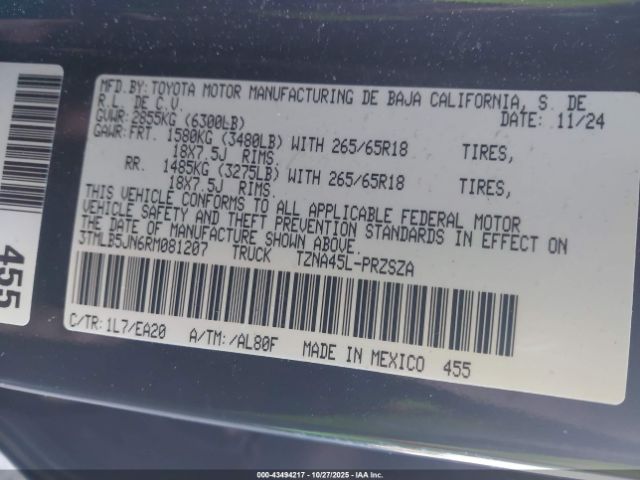 MFD.BY:TOYOTA MOTOR MANUFACTURING DE BAJA CALIFORNIA, S. DE
R.L. DE C.V. DATE: 11/24
GVWR: 2855KG (6300LB)
GAWR: FRT. 1580KG (3480LB) WITH 265/65R18 TIRES,
18X7.5J RIMS.
RR. 1485KG (3275LB) WITH 265/65R18 TIRES,
18X7.5J RIMS.
THIS VEHICLE CONFORMS TO ALL APPLICABLE FEDERAL MOTOR
VEHICLE SAFETY AND THEFT PREVENTION STANDARDS IN EFFECT ON
THE DATE OF MANUFACTURE SHOWN ABOVE.
3TMLB5JN6RM081207 TRUCK TZNA45L-PRZSZA
C/TR: 1L7/EA20 A/TM: /AL80F MADE IN MEXICO 455
455
000-43494217 - 10/27/2025 - IAAI.COM